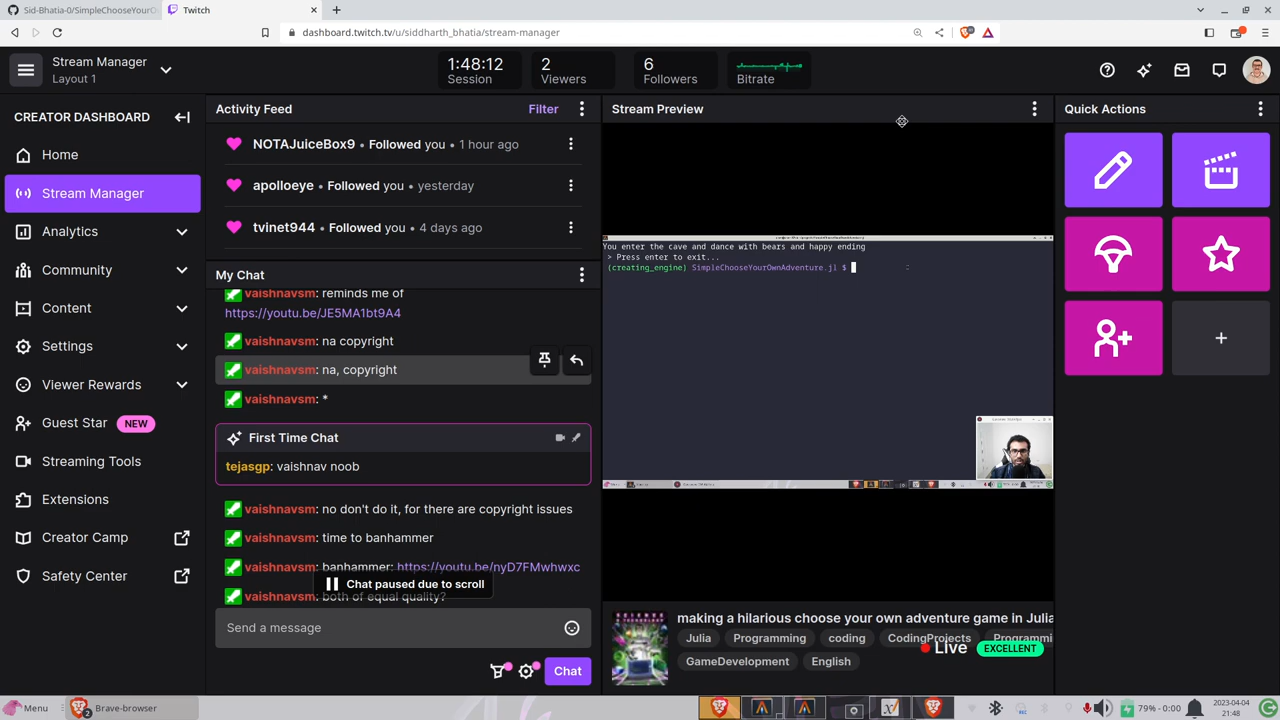 Sid-Bhatia-0/SimpleChooseYourO
Twitch
dashboard.twitch.tv/u/siddharth_bhatia/stream-manager
Stream Manager
Layout 1
1:48:12
Session
2
Viewers
6
Followers
Bitrate
CREATOR DASHBOARD
Home
Stream Manager
Analytics
Community
Content
Settings
Viewer Rewards
Guest Star NEW
Streaming Tools
Extensions
Creator Camp
Safety Center
Activity Feed Filter
NOTAJuiceBox9 • Followed you • 1 hour ago
apolloeye • Followed you • yesterday
tvinet944 • Followed you • 4 days ago
My Chat
vaishnavsm: reminds me of
https://youtu.be/JE5MA1bt9A4
vaishnavsm: na copyright
vaishnavsm: na, copyright
vaishnavsm: *
First Time Chat
tejasgp: vaishnav noob
vaishnavsm: no don't do it, for there are copyright issues
vaishnavsm: time to banhammer
vaishnavsm: banhammer: https://youtu.be/nyD7FMwhwxc
Chat paused due to scroll
vaishnavsm: both of equal quality?
Send a message
Chat
Stream Preview
You enter the cave and dance with bears and happy ending
> Press enter to exit...
(creating_engine) SimpleChooseYourOwnAdventure.jl $
making a hilarious choose your own adventure game in Julia
Julia Programming coding CodingProjects Programmi
GameDevelopment English
Live EXCELLENT
Quick Actions
Menu
2
Brave-browser
79% - 0:00
2023-04-04
21:48